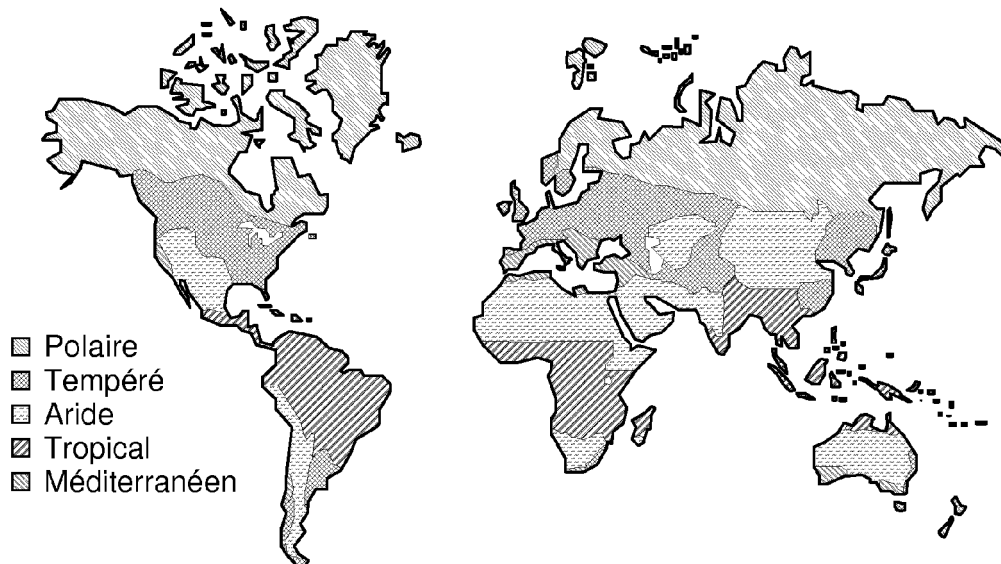 Polaire
Tempéré
Aride
Tropical
Méditerranéen